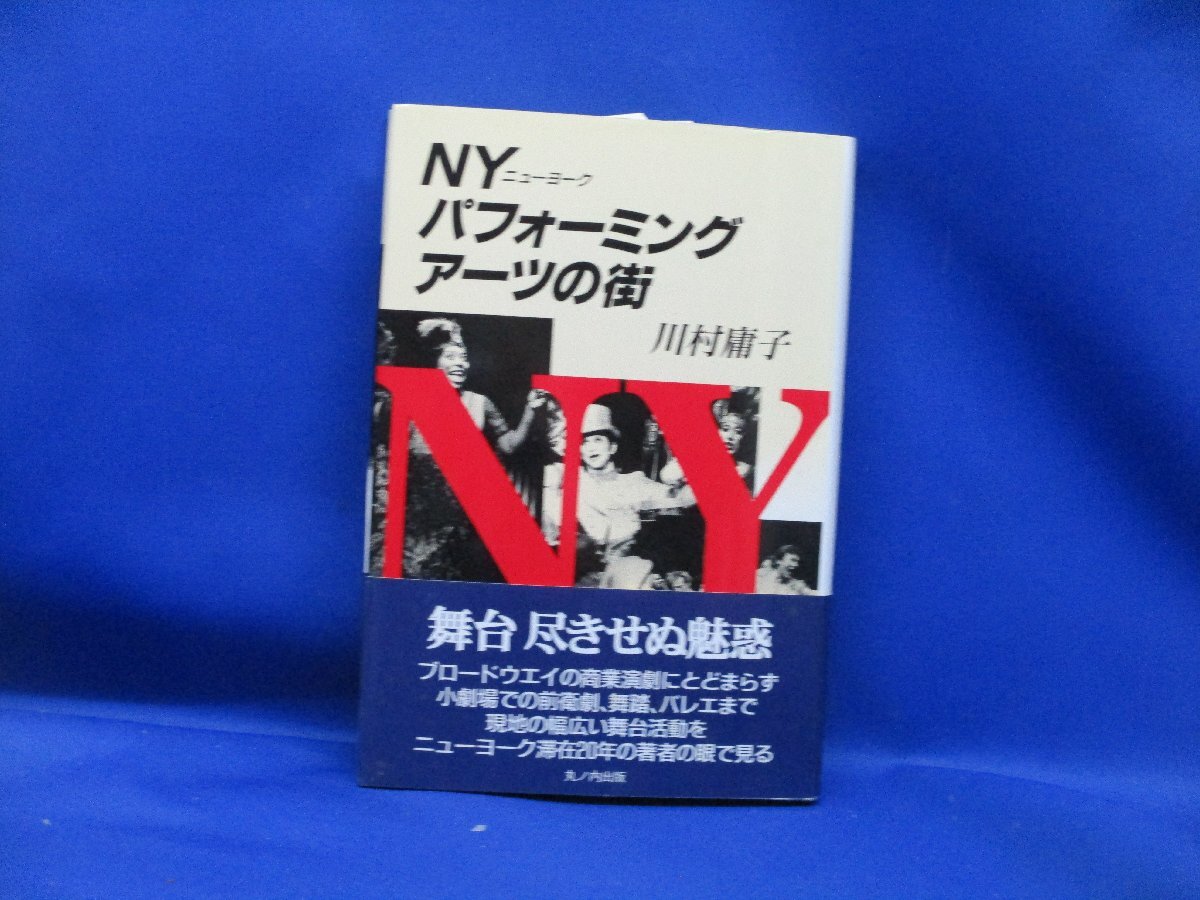 NYニューヨーク
パフォーミング
アーツの街
川村庸子
NY
舞台 尽きせぬ魅惑
ブロードウエイの商業演劇にとどまらず
小劇場での前衛劇、舞踏、バレエまで
現地の幅広い舞台活動を
ニューヨーク滞在20年の著者の眼で見る
丸ノ内出版